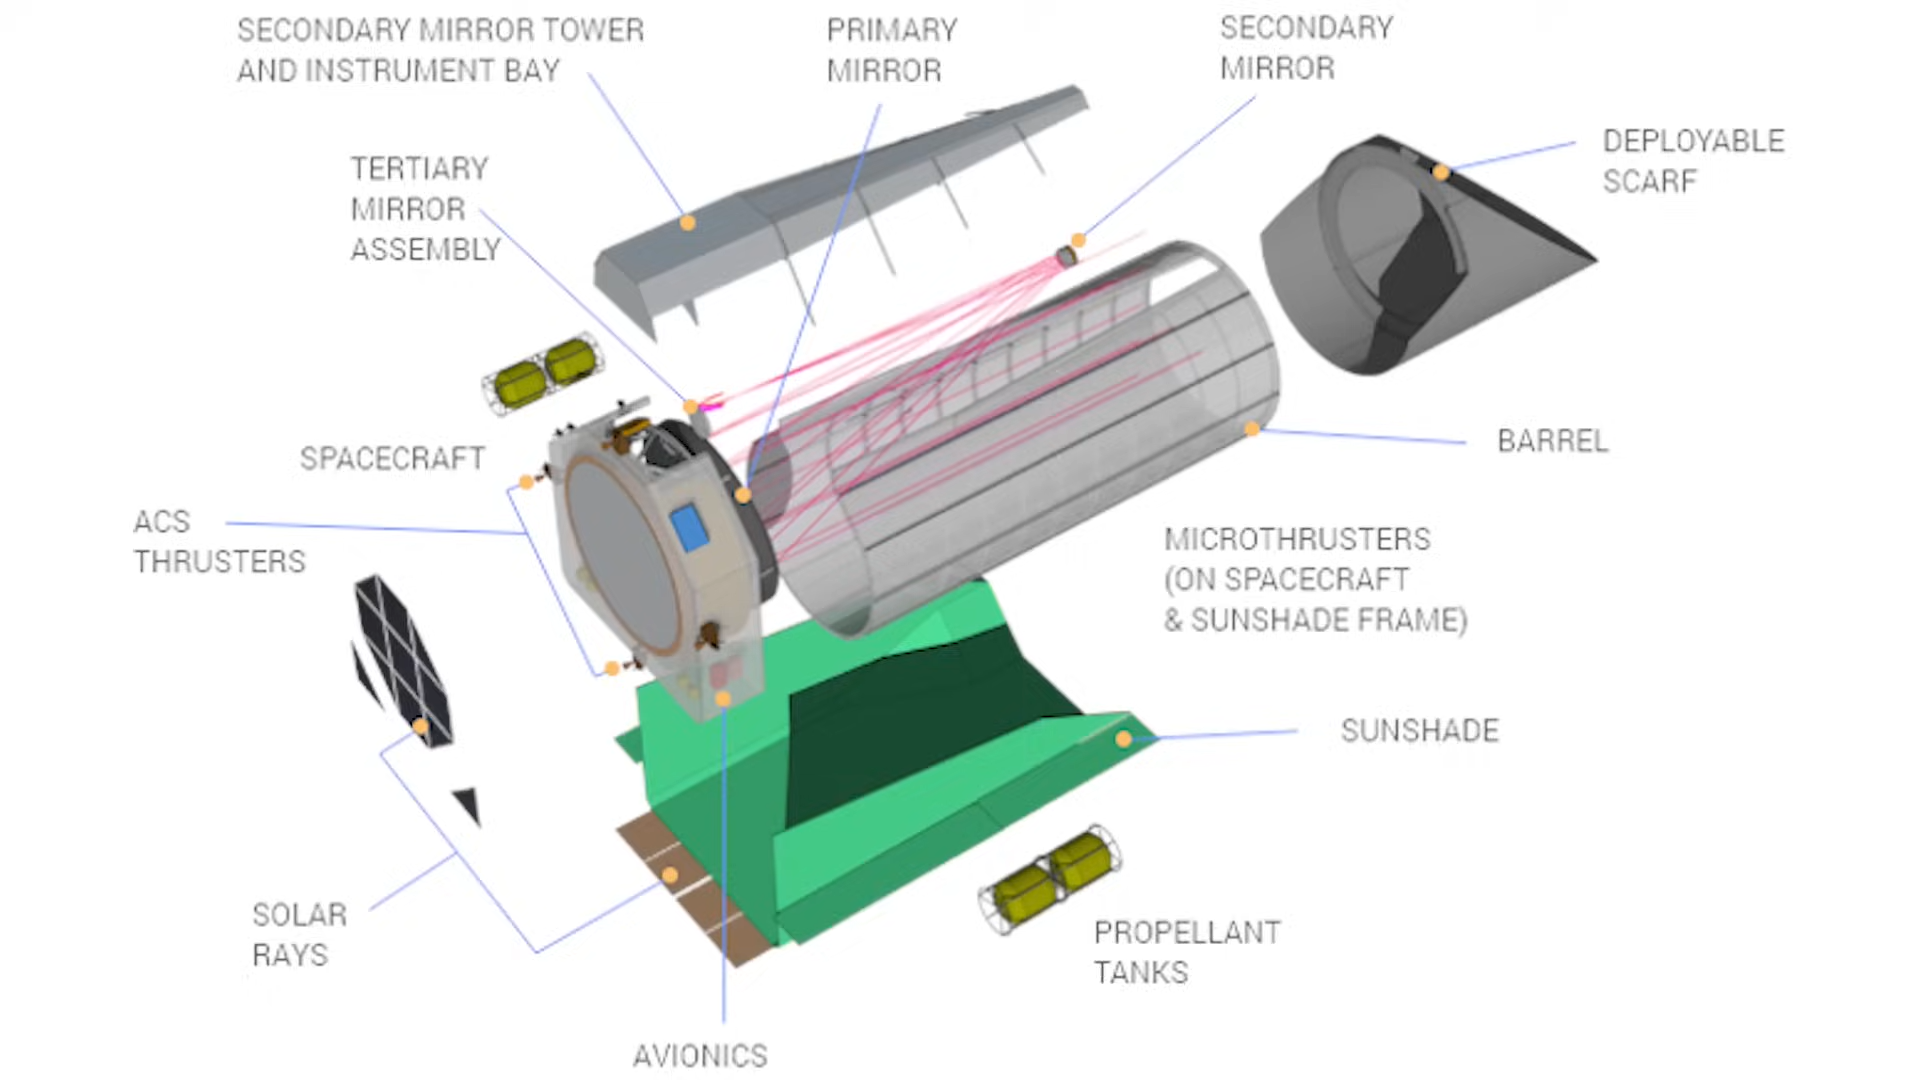 SECONDARY MIRROR TOWER
AND INSTRUMENT BAY
PRIMARY
MIRROR
SECONDARY
MIRROR
DEPLOYABLE
SCARF
TERTIARY
MIRROR
ASSEMBLY
SPACECRAFT
BARREL
ACS
THRUSTERS
MICROTHRUSTERS
(ON SPACECRAFT
& SUNSHADE FRAME)
SUNSHADE
SOLAR
RAYS
PROPELLANT
TANKS
AVIONICS